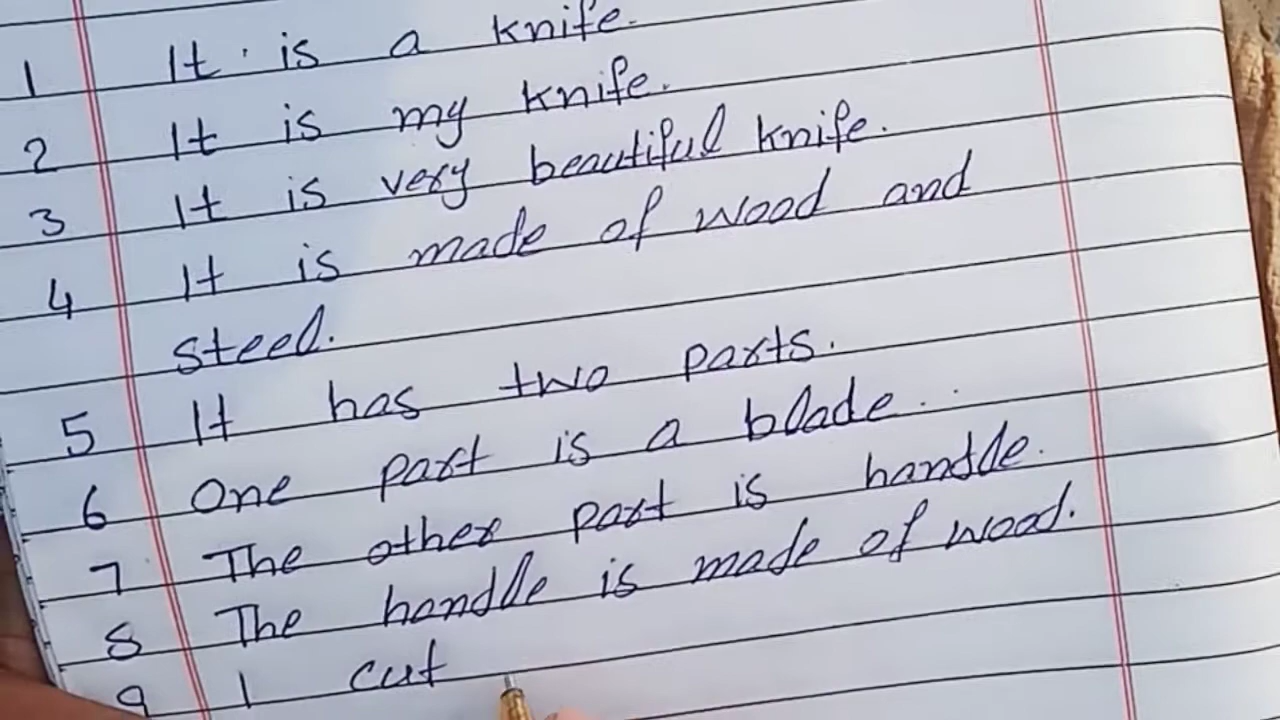 1 It is a knife.
2 It is my knife.
3 It is very beautiful knife.
4 It is made of wood and
steel.
5 It has two parts.
6 One part is a blade.
7 The other part is handle.
8 The handle is made of wood.
9 I cut